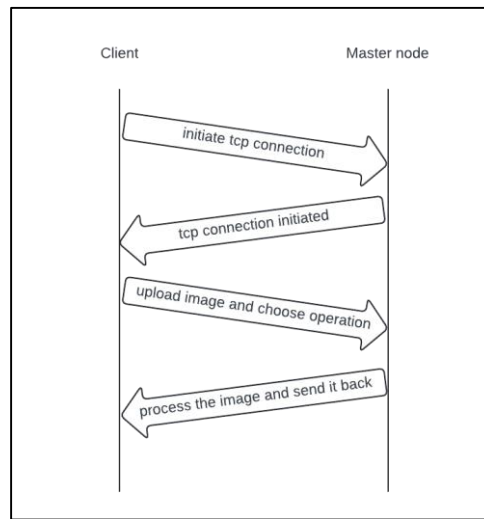 Client
Master node
initiate tcp connection
tcp connection initiated
upload image and choose operation
process the image and send it back